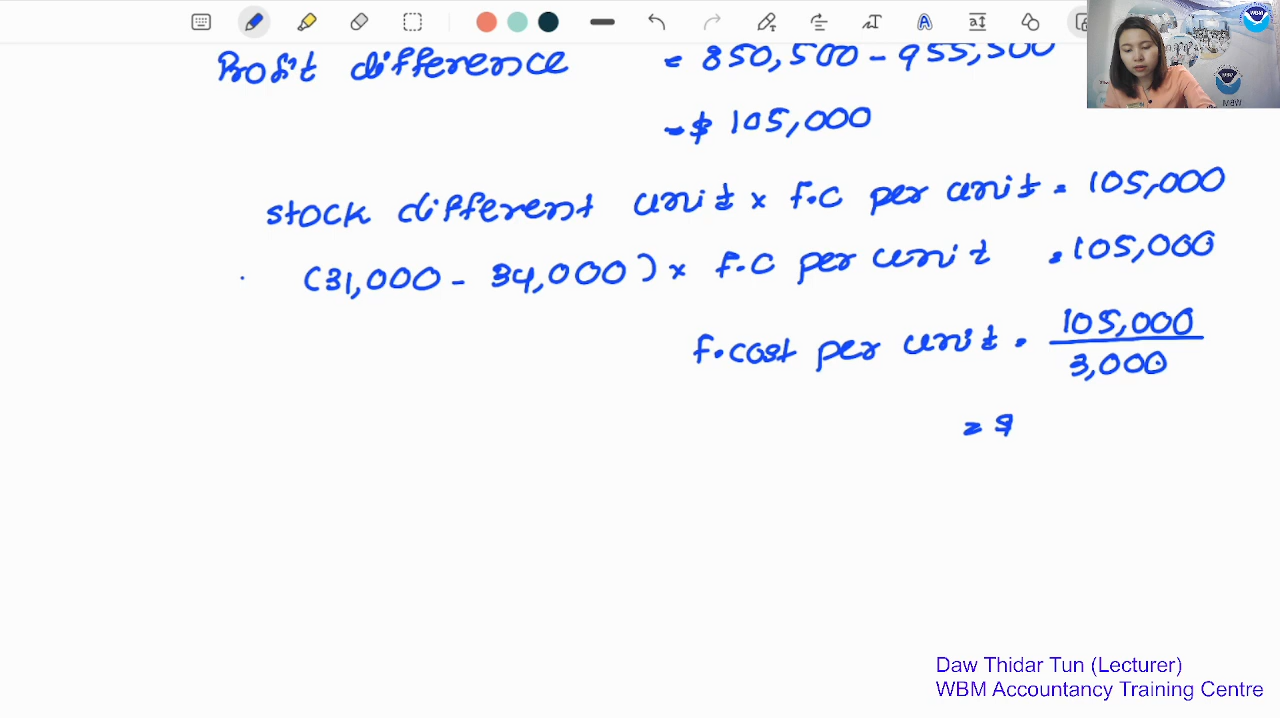 Profit difference = 850,500 - 955,500
= $ 105,000
stock different unit x f.c per unit = 105,000
(31,000 - 34,000) x f.c per unit = 105,000
f.cost per unit = 105,000
3,000
= $
Daw Thidar Tun (Lecturer)
WBM Accountancy Training Centre